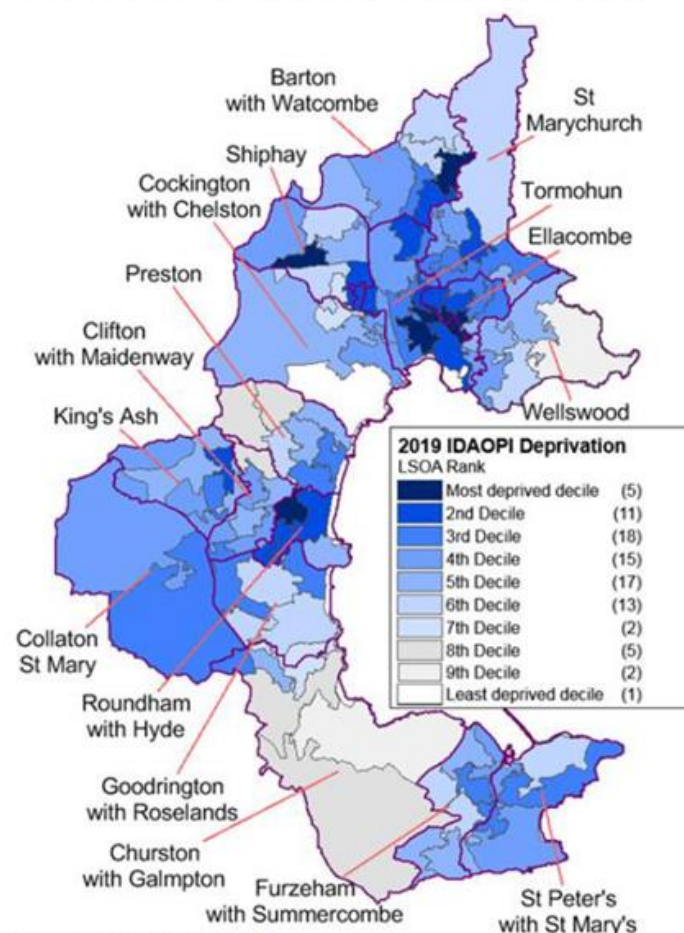 Barton
with Watcombe
St
Marychurch
Shiphay
Cockington
with Chelston
Tormohun
Ellacombe
Preston
Clifton
with Maidenway
King's Ash
Wellswood
2019 IDAOPI Deprivation
LSOA Rank
Most deprived decile (5)
2nd Decile (11)
3rd Decile (18)
4th Decile (15)
5th Decile (17)
6th Decile (13)
7th Decile (2)
8th Decile (5)
9th Decile (2)
Least deprived decile (1)
Collaton
St Mary
Roundham
with Hyde
Goodrington
with Roselands
Churston
with Galmpton
Furzeham
with Summercombe
St Peter's
with St Mary's